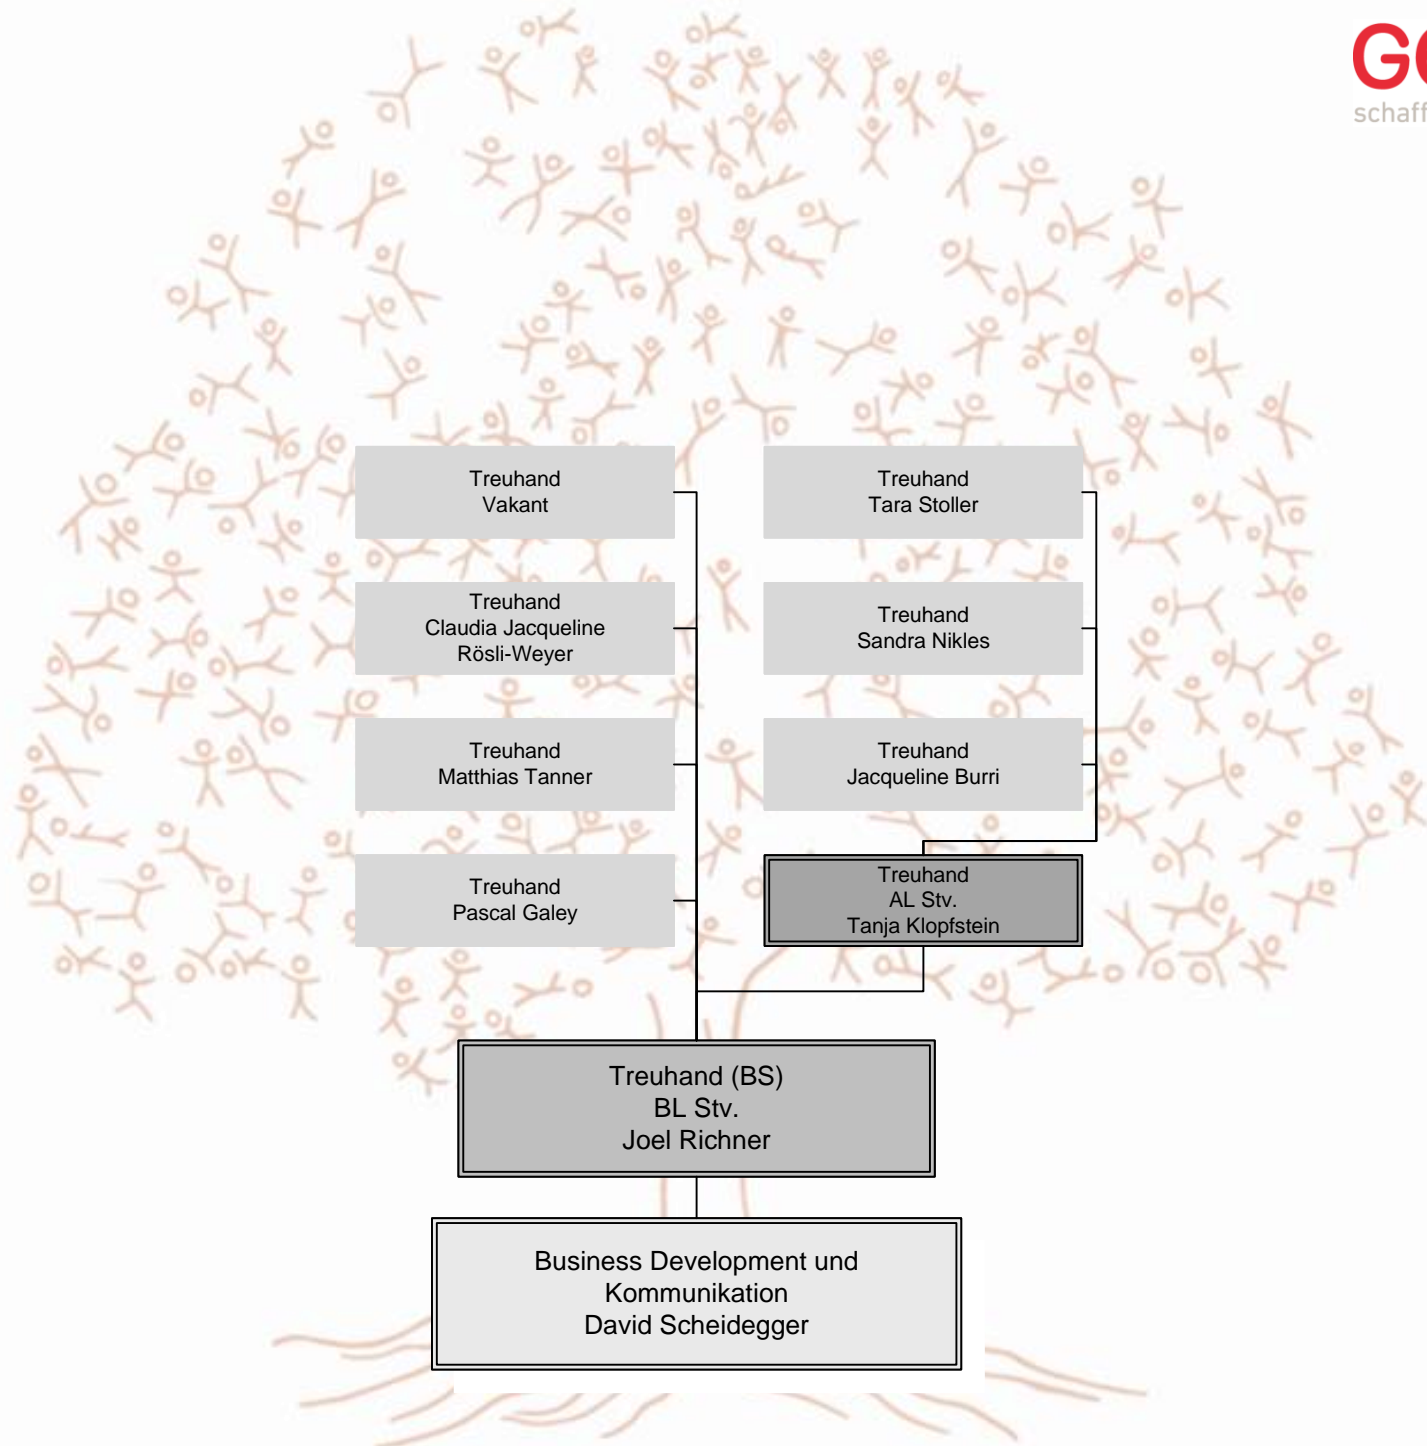 schaff
Treuhand
Vakant
Treuhand
Tara Stoller
Treuhand
Claudia Jacqueline
Rösli-Weyer
Treuhand
Sandra Nikles
Treuhand
Matthias Tanner
Treuhand
Jacqueline Burri
Treuhand
Pascal Galey
Treuhand
AL Stv.
Tanja Klopfstein
Treuhand (BS)
BL Stv.
Joel Richner
Business Development und
Kommunikation
David Scheidegger